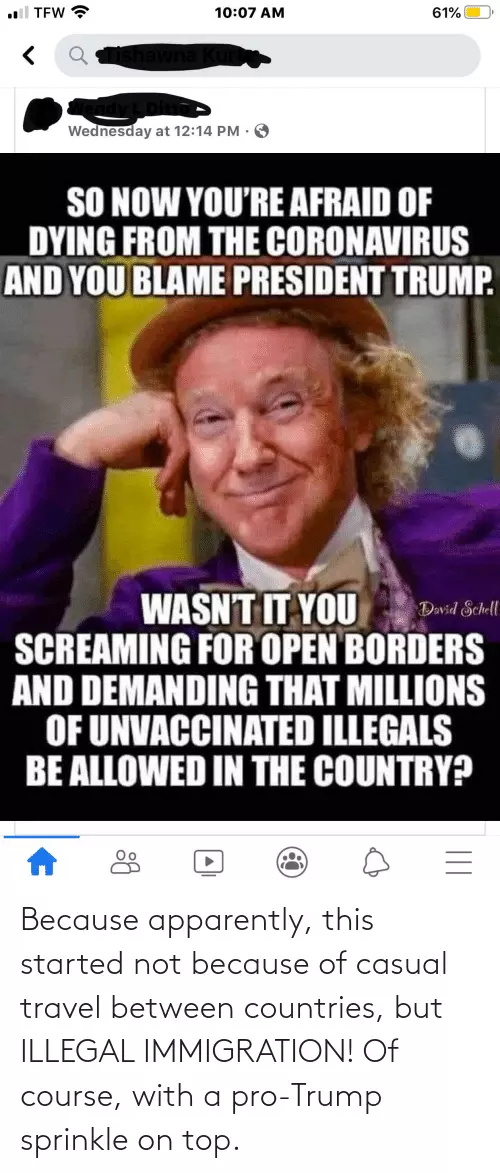 TFW
10:07 AM
61%
Wednesday at 12:14 PM ·
SO NOW YOU'RE AFRAID OF
DYING FROM THE CORONAVIRUS
AND YOU BLAME PRESIDENT TRUMP.
WASN'T IT YOU
David Schell
SCREAMING FOR OPEN BORDERS
AND DEMANDING THAT MILLIONS
OF UNVACCINATED ILLEGALS
BE ALLOWED IN THE COUNTRY?
Because apparently, this
started not because of casual
travel between countries, but
ILLEGAL IMMIGRATION! Of
course, with a pro-Trump
sprinkle on top.